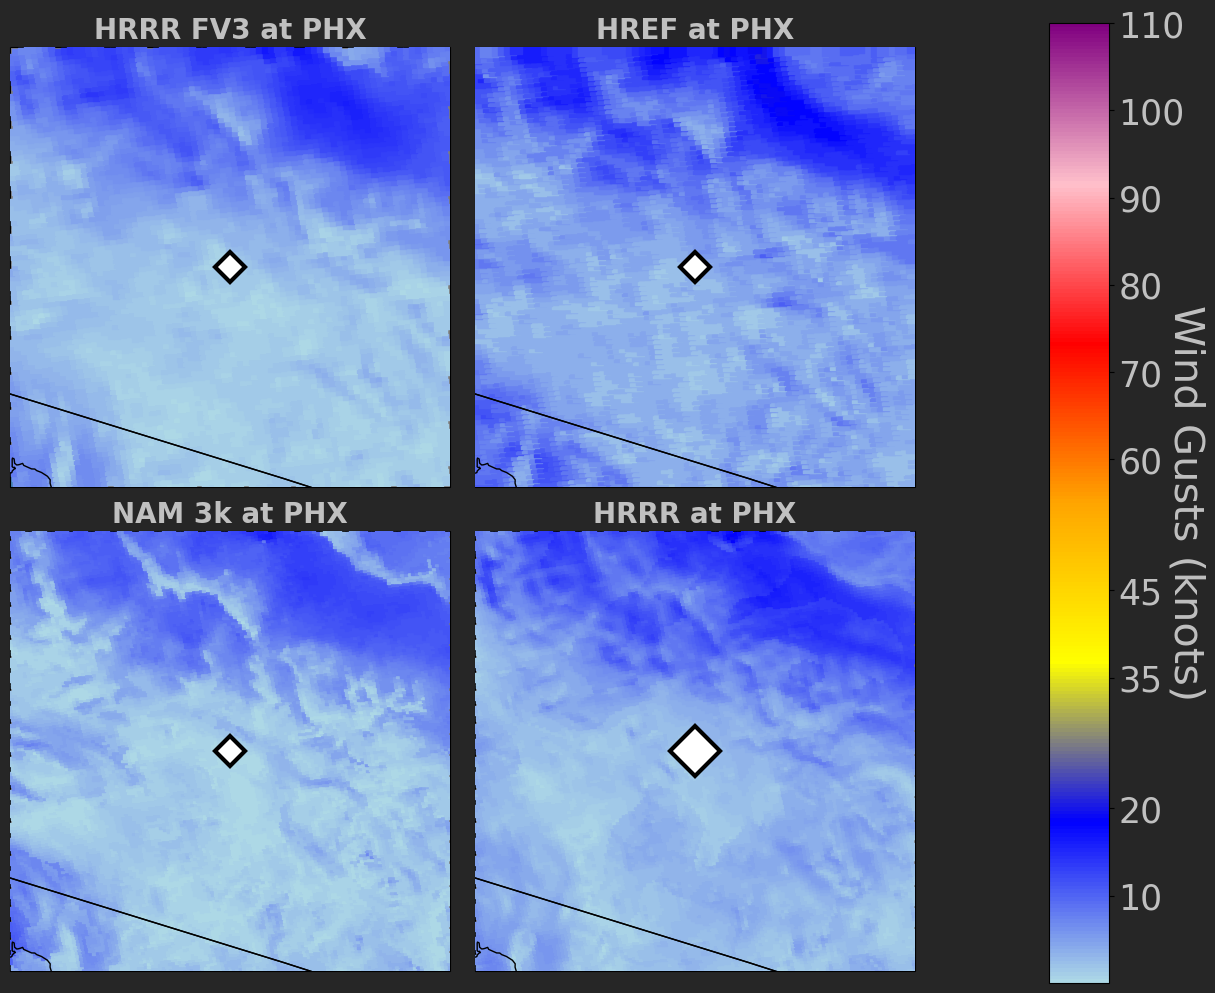 HRRR FV3 at PHX
HREF at PHX
NAM 3k at PHX
HRRR at PHX
110
100
90
80
70
60
45
35
20
10
Wind Gusts (knots)